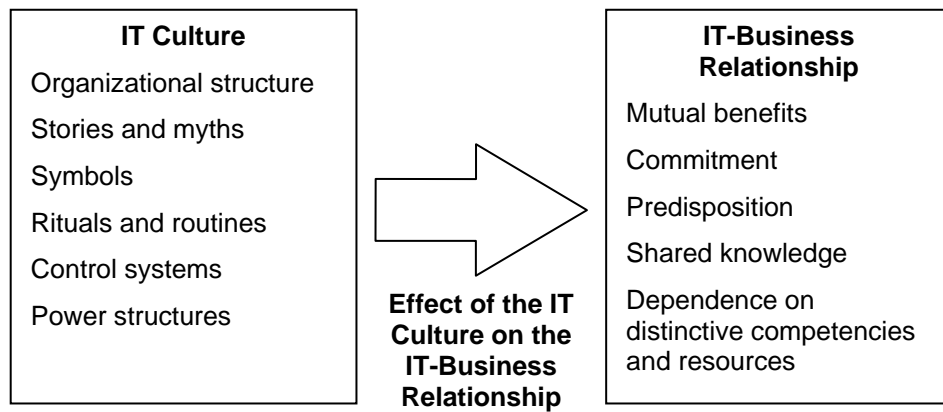 IT Culture
Organizational structure
Stories and myths
Symbols
Rituals and routines
Control systems
Power structures
Effect of the IT
Culture on the
IT-Business
Relationship
IT-Business
Relationship
Mutual benefits
Commitment
Predisposition
Shared knowledge
Dependence on
distinctive competencies
and resources